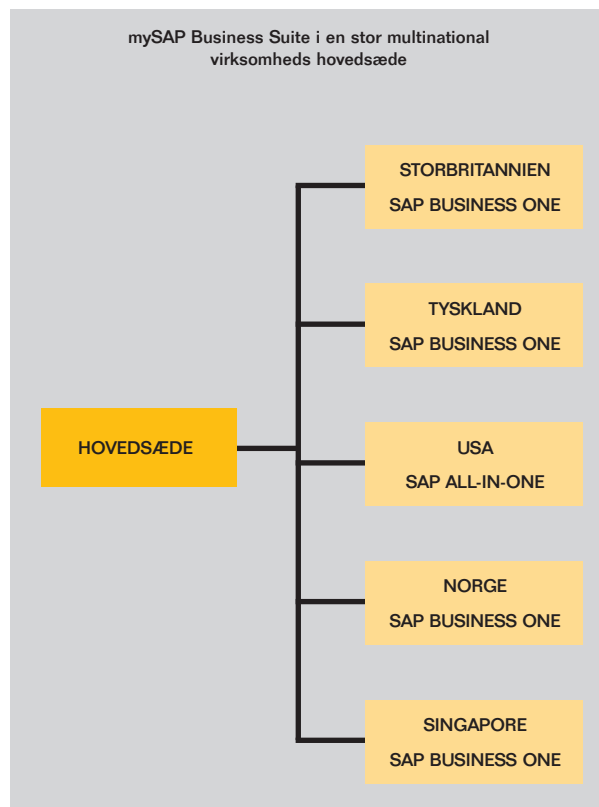 mySAP Business Suite i en stor multinational
virksomheds hovedsæde
STORBRITANNIEN
SAP BUSINESS ONE
TYSKLAND
SAP BUSINESS ONE
HOVEDSÆDE
USA
SAP ALL-IN-ONE
NORGE
SAP BUSINESS ONE
SINGAPORE
SAP BUSINESS ONE